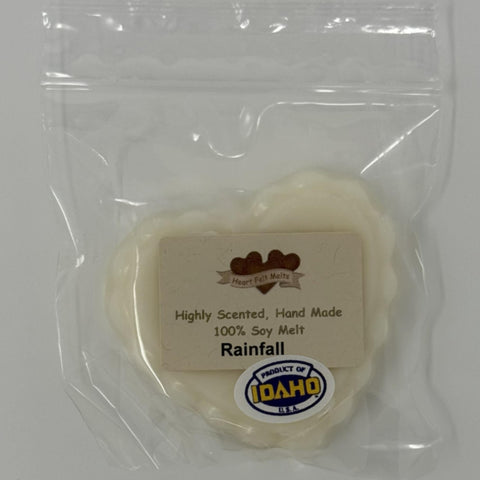 Heart Felt Melts
Highly Scented, Hand Made
100% Soy Melt
Rainfall
PRODUCT OF
IDAHO
U.S.A.